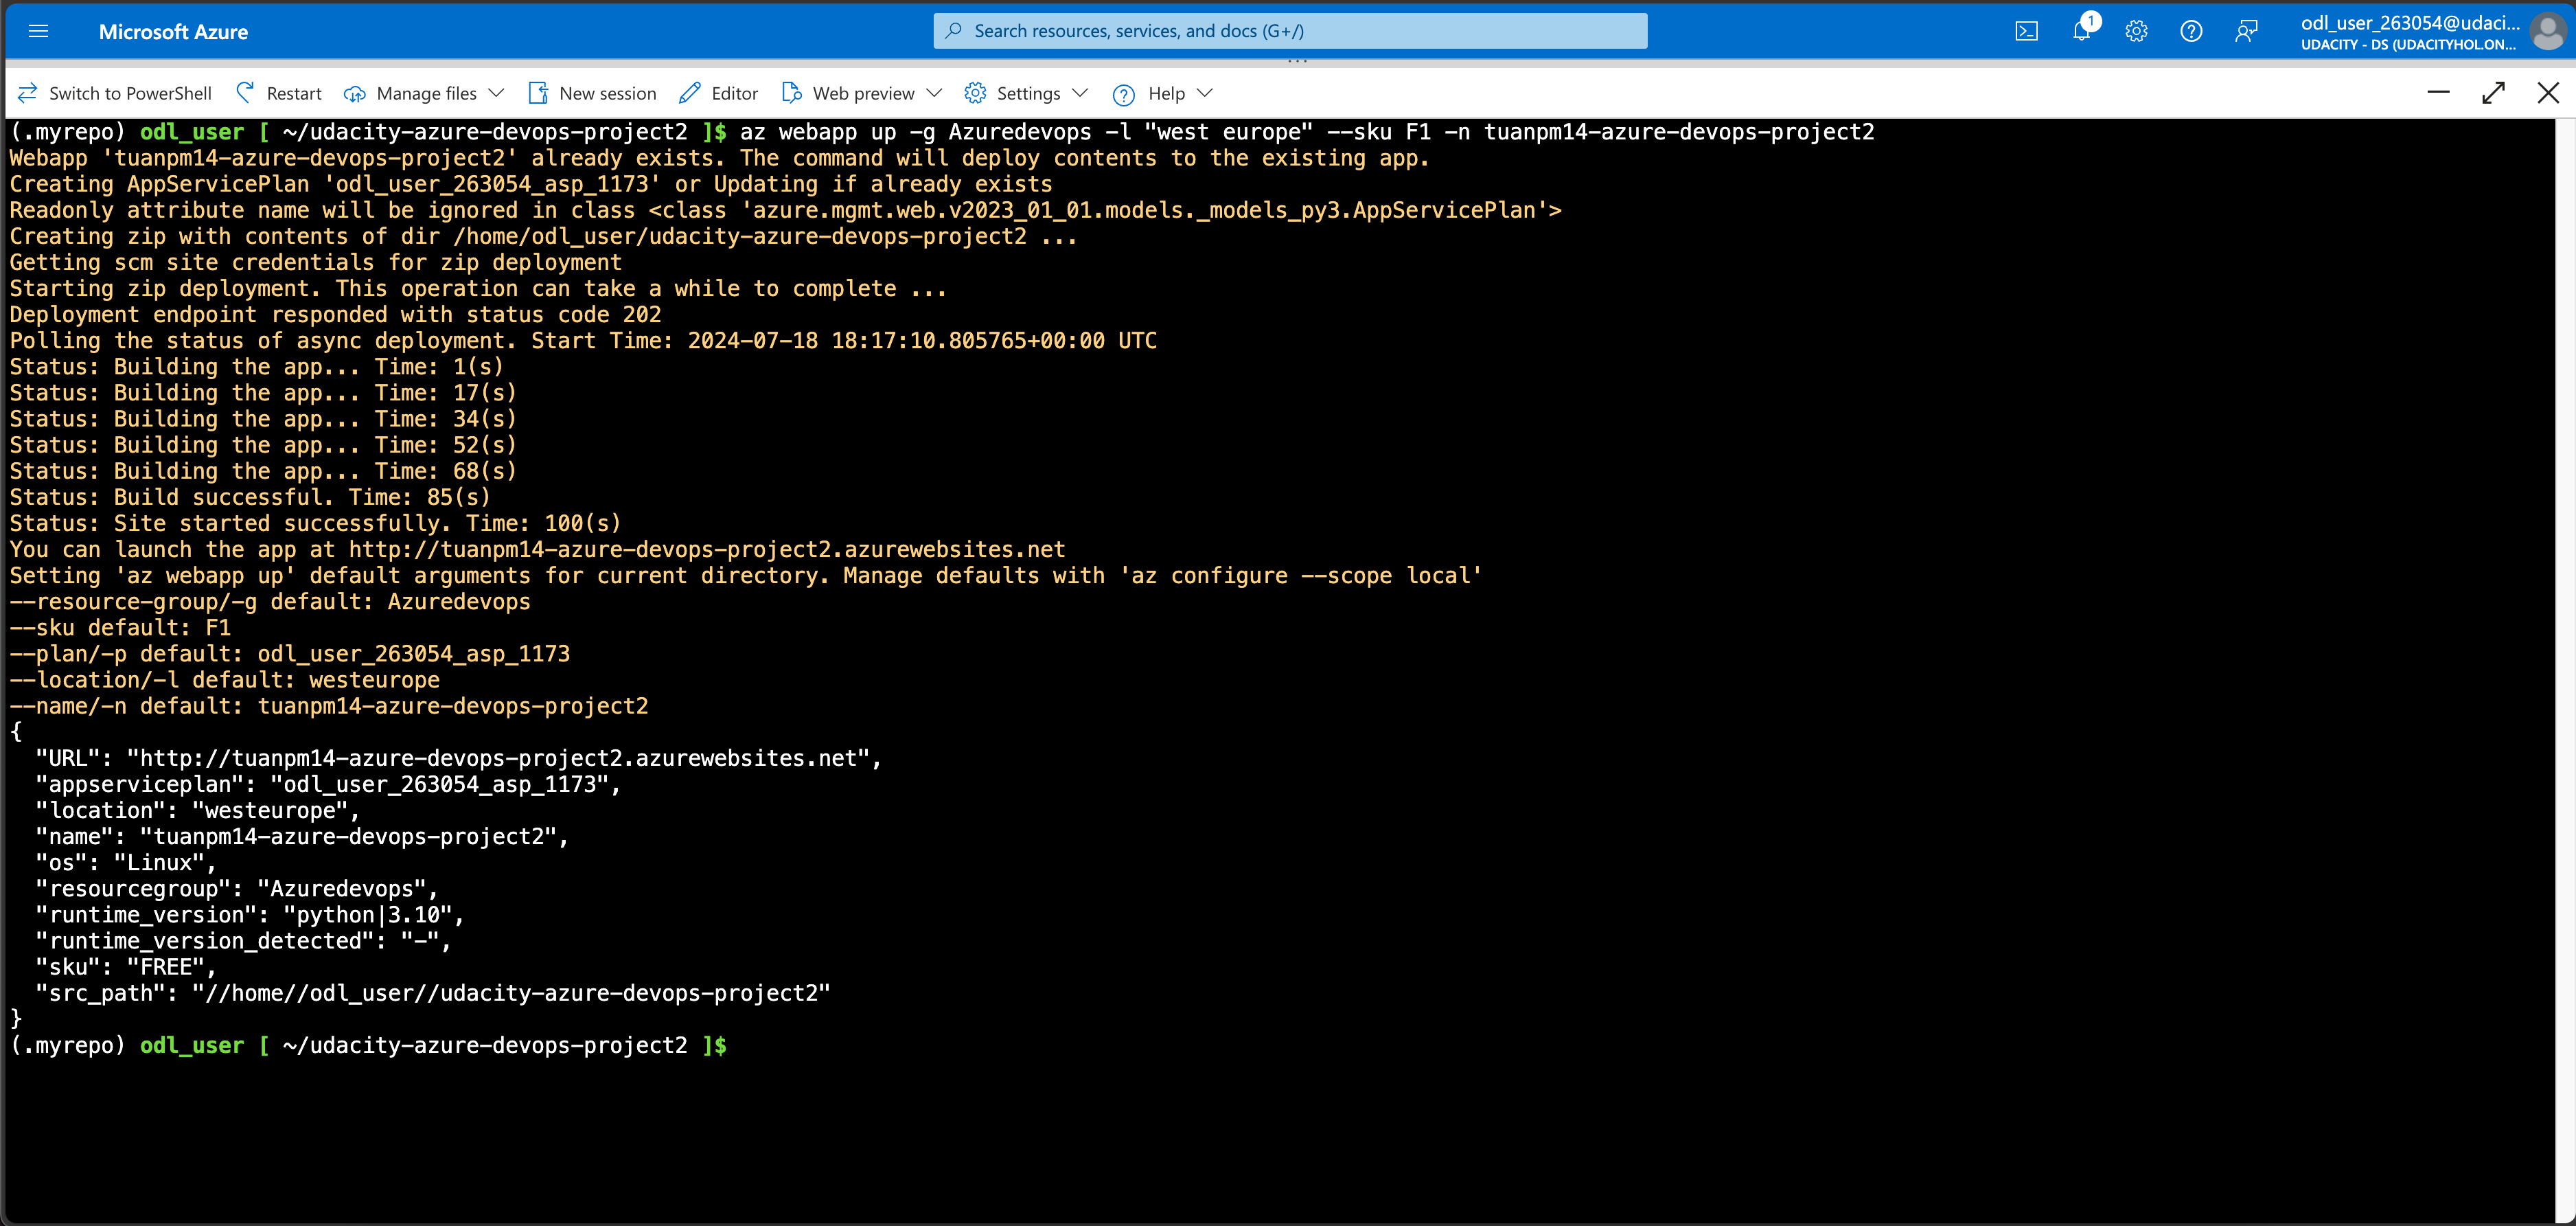 Microsoft Azure
Search resources, services, and docs (G+/)
1
odl_user_263054@udaci...
UDACITY - DS (UDACITYHOL.ON...
Switch to PowerShell Restart Manage files New session Editor Web preview Settings Help
(.myrepo) odl_user [ ~/udacity-azure-devops-project2 ]$ az webapp up -g Azuredevops -l "west europe" --sku F1 -n tuanpm14-azure-devops-project2
Webapp 'tuanpm14-azure-devops-project2' already exists. The command will deploy contents to the existing app.
Creating AppServicePlan 'odl_user_263054_asp_1173' or Updating if already exists
Readonly attribute name will be ignored in class <class 'azure.mgmt.web.v2023_01_01.models._models_py3.AppServicePlan'>
Creating zip with contents of dir /home/odl_user/udacity-azure-devops-project2 ...
Getting scm site credentials for zip deployment
Starting zip deployment. This operation can take a while to complete ...
Deployment endpoint responded with status code 202
Polling the status of async deployment. Start Time: 2024-07-18 18:17:10.805765+00:00 UTC
Status: Building the app... Time: 1(s)
Status: Building the app... Time: 17(s)
Status: Building the app... Time: 34(s)
Status: Building the app... Time: 52(s)
Status: Building the app... Time: 68(s)
Status: Build successful. Time: 85(s)
Status: Site started successfully. Time: 100(s)
You can launch the app at http://tuanpm14-azure-devops-project2.azurewebsites.net
Setting 'az webapp up' default arguments for current directory. Manage defaults with 'az configure --scope local'
--resource-group/-g default: Azuredevops
--sku default: F1
--plan/-p default: odl_user_263054_asp_1173
--location/-l default: westeurope
--name/-n default: tuanpm14-azure-devops-project2
{
  "URL": "http://tuanpm14-azure-devops-project2.azurewebsites.net",
  "appserviceplan": "odl_user_263054_asp_1173",
  "location": "westeurope",
  "name": "tuanpm14-azure-devops-project2",
  "os": "Linux",
  "resourcegroup": "Azuredevops",
  "runtime_version": "python|3.10",
  "runtime_version_detected": "-",
  "sku": "FREE",
  "src_path": "//home//odl_user//udacity-azure-devops-project2"
}
(.myrepo) odl_user [ ~/udacity-azure-devops-project2 ]$